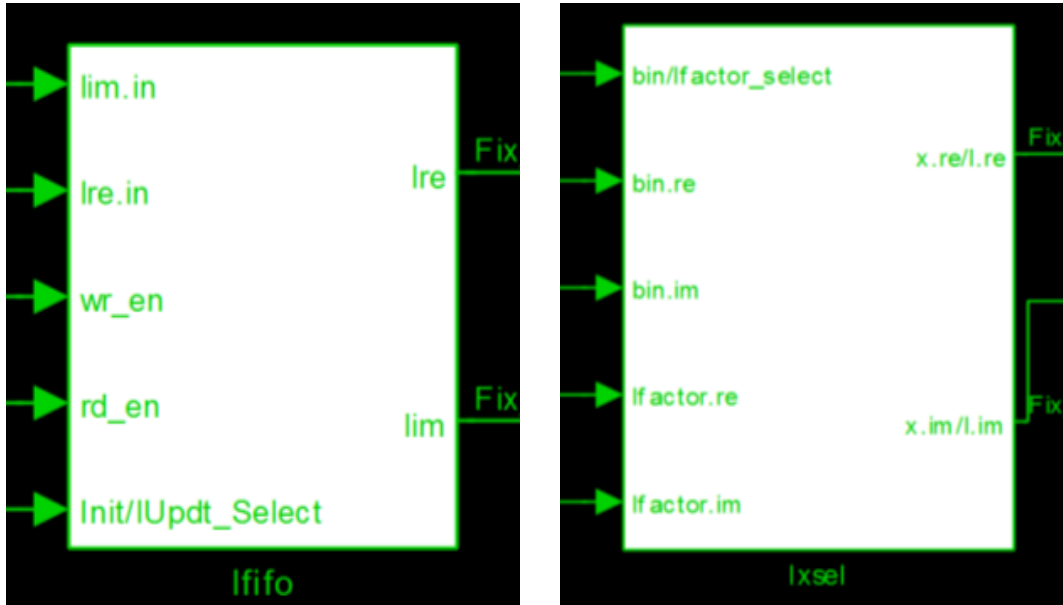 lim.in
lre.in
wr_en
rd_en
Init/lUpdt_Select
Fix
lre
Fix
lim
lfifo
bin/lfactor_select
bin.re
bin.im
lfactor.re
lfactor.im
Fix
x.re/l.re
x.im/l.im
Fix
lxsel